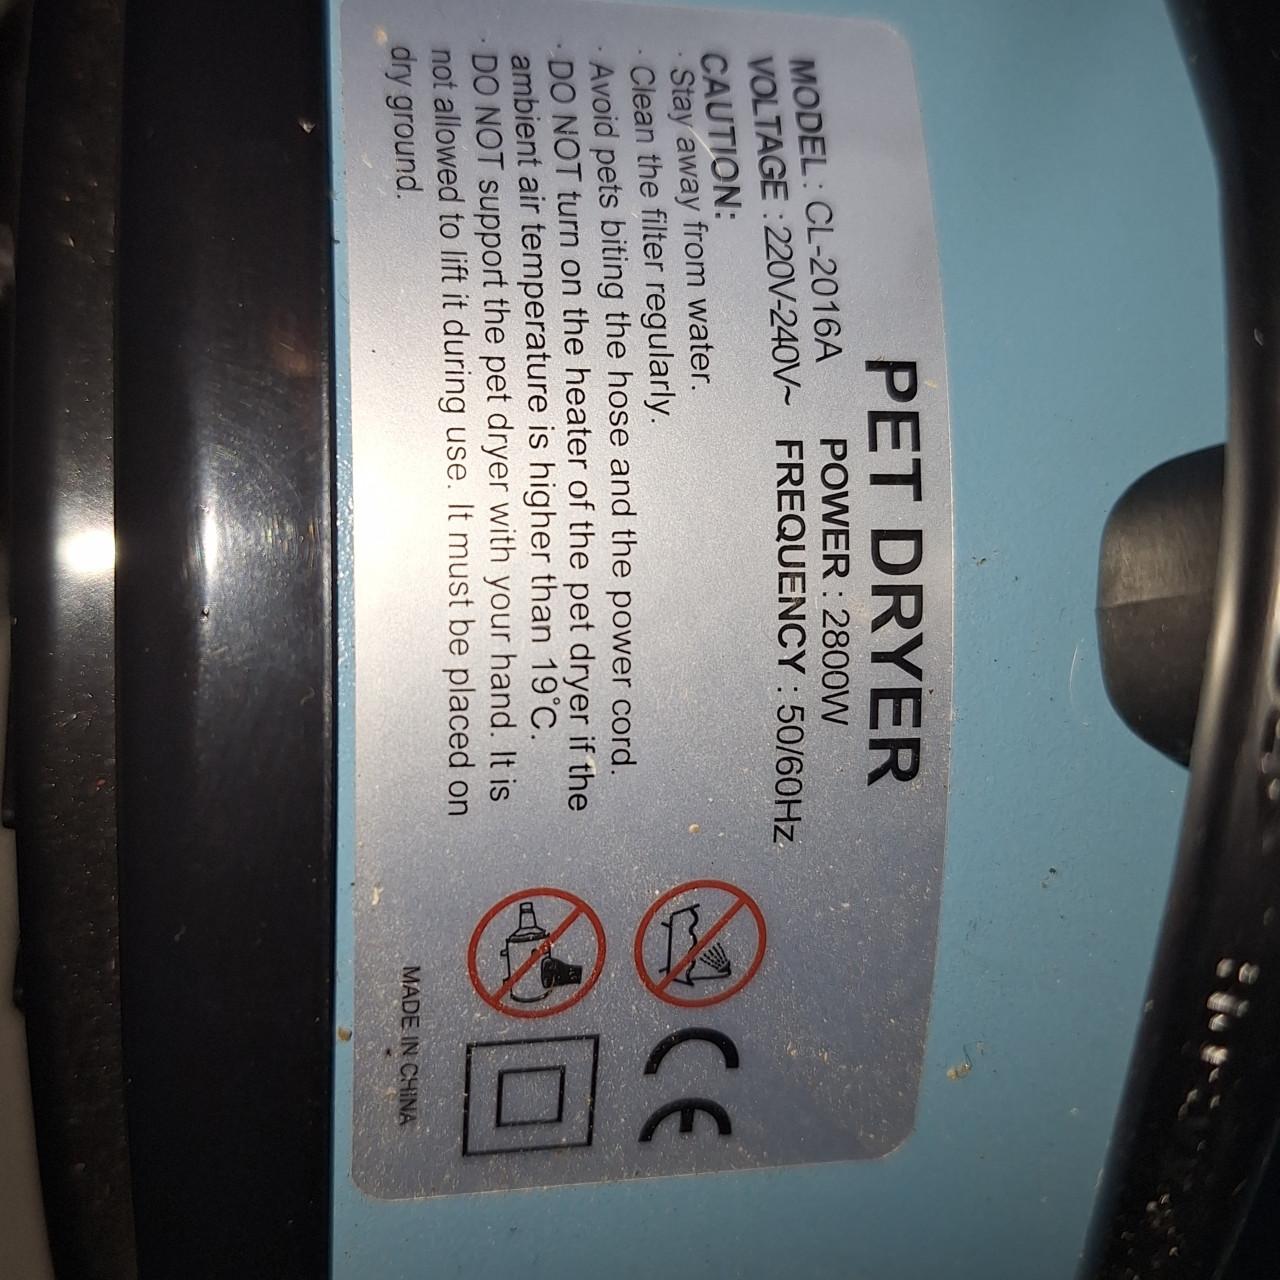 PET DRYER
MODEL : CL-2016A POWER : 2800W
VOLTAGE : 220V-240V~ FREQUENCY : 50/60Hz
CAUTION:
· Stay away from water.
· Clean the filter regularly.
· Avoid pets biting the hose and the power cord.
· DO NOT turn on the heater of the pet dryer if the
ambient air temperature is higher than 19°C.
· DO NOT support the pet dryer with your hand. It is
not allowed to lift it during use. It must be placed on
dry ground.
CE
MADE IN CHINA